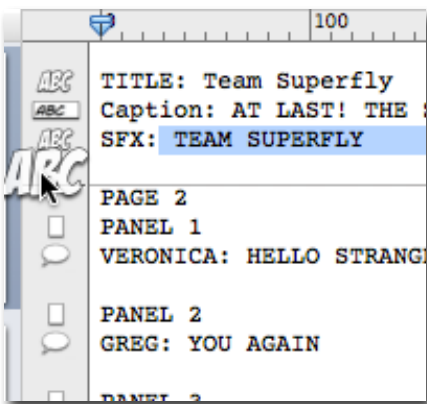 100
ABC TITLE: Team Superfly
ABC Caption: AT LAST! THE
ABC SFX: TEAM SUPERFLY
ABC
PAGE 2
PANEL 1
VERONICA: HELLO
PANEL 2
GREG: YOU AGAIN
PANEL